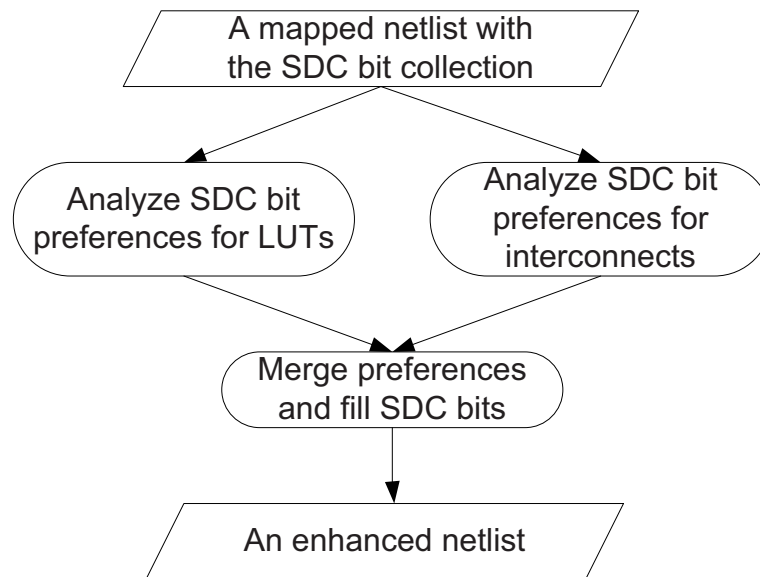 A mapped netlist with
the SDC bit collection
Analyze SDC bit
preferences for LUTs
Analyze SDC bit
preferences for
interconnects
Merge preferences
and fill SDC bits
An enhanced netlist